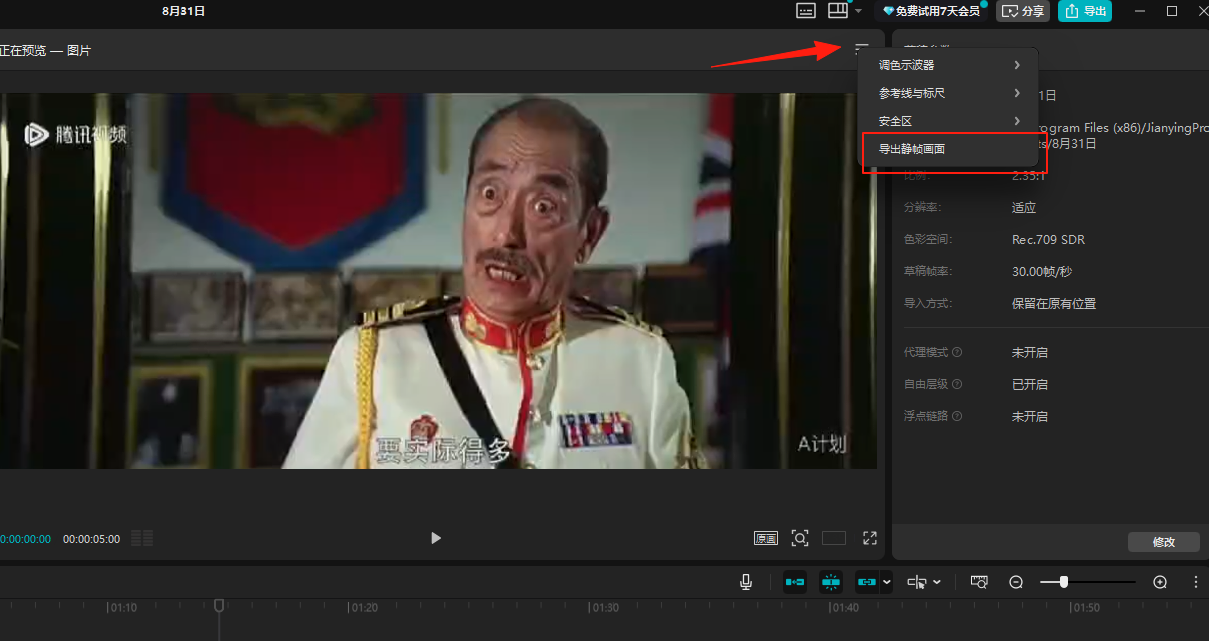 8月31日
免费试用7天会员
分享
导出
正在预览 — 图片
调色示波器
参考线与标尺
安全区
导出静帧画面
1日
rogram Files (x86)/JianyingPro
ts/8月31日
比例:
2.35:1
分辨率:
适应
色彩空间:
Rec.709 SDR
草稿帧率:
30.00帧/秒
导入方式:
保留在原有位置
代理模式
未开启
自由层级
已开启
浮点链路
未开启
修改
腾讯视频
要实际得多
A计划
0:00:00:00
00:00:05:00
原画
01:10
01:20
01:30
01:40
01:50